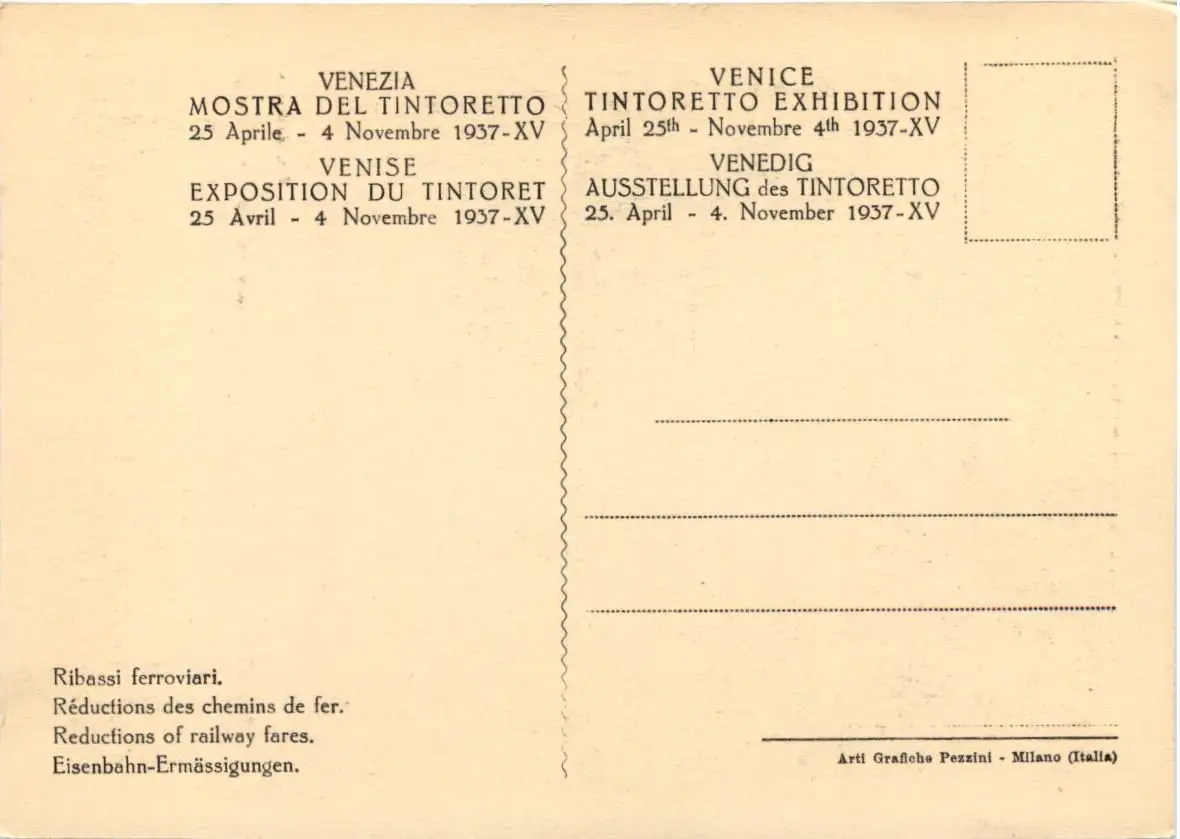 VENEZIA
MOSTRA DEL TINTORETTO
25 Aprile - 4 Novembre 1937-XV
VENISE
EXPOSITION DU TINTORET
25 Avril - 4 Novembre 1937-XV
VENICE
TINTORETTO EXHIBITION
April 25th - Novembre 4th 1937-XV
VENEDIG
AUSSTELLUNG des TINTORETTO
25. April - 4. November 1937-XV
Ribassi ferroviari.
Réductions des chemins de fer.
Reductions of railway fares.
Eisenbahn-Ermässigungen.
Arti Grafiche Pezzini - Milano (Italia)